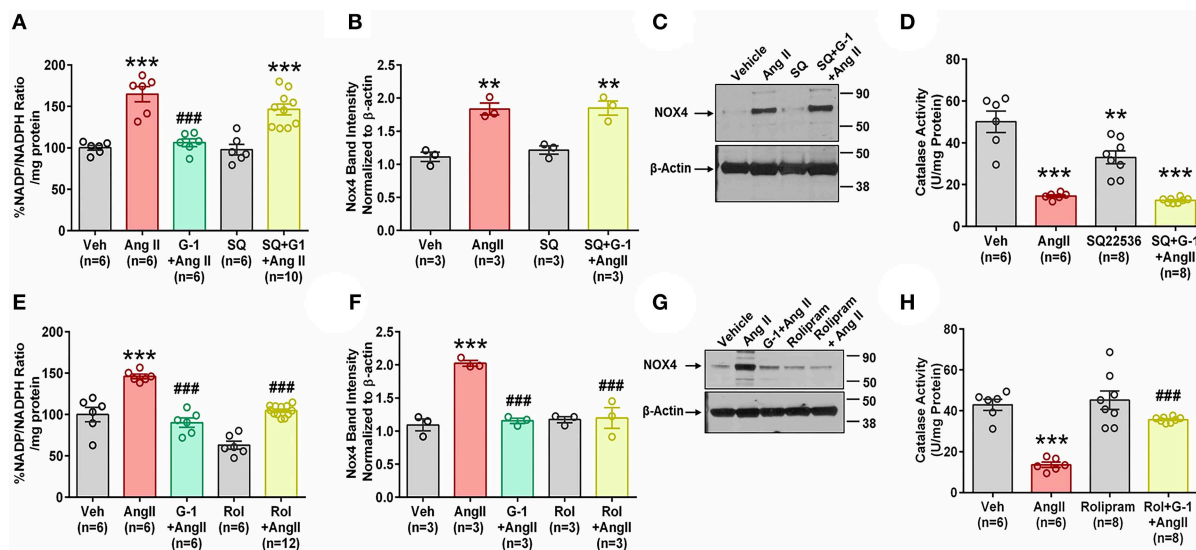 A
%NADP/NADPH Ratio
/mg protein
200
150
100
50
0
***
###
***
Veh
(n=6)
Ang II
(n=6)
G-1
+Ang II
(n=6)
SQ
(n=6)
SQ+G1
+Ang II
(n=10)
B
Nox4 Band Intensity
Normalized to β-actin
2.5
2.0
1.5
1.0
0.5
0.0
**
**
Veh
(n=3)
AngII
(n=3)
SQ
(n=3)
SQ+G-1
+AngII
(n=3)
C
Vehicle
Ang II
SQ
SQ+G-1
+Ang II
NOX4
90
50
β-Actin
50
38
D
Catalase Activity
(U/mg Protein)
80
60
40
20
0
***
**
***
Veh
(n=6)
AngII
(n=6)
SQ22536
(n=8)
SQ+G-1
+AngII
(n=8)
E
%NADP/NADPH Ratio
/mg protein
200
150
100
50
0
***
###
###
Veh
(n=6)
AngII
(n=6)
G-1
+AngII
(n=6)
Rol
(n=6)
Rol
+AngII
(n=12)
F
Nox4 Band Intensity
Normalized to β-actin
2.5
2.0
1.5
1.0
0.5
0.0
***
###
###
Veh
(n=3)
AngII
(n=3)
G-1
+AngII
(n=3)
Rol
(n=3)
Rol
+AngII
(n=3)
G
Vehicle
Ang II
G-1+Ang II
Rolipram
Rolipram
+ Ang II
NOX4
90
50
β-Actin
50
38
H
Catalase Activity
(U/mg Protein)
80
60
40
20
0
***
###
Veh
(n=6)
AngII
(n=6)
Rolipram
(n=8)
Rol+G-1
+AngII
(n=8)